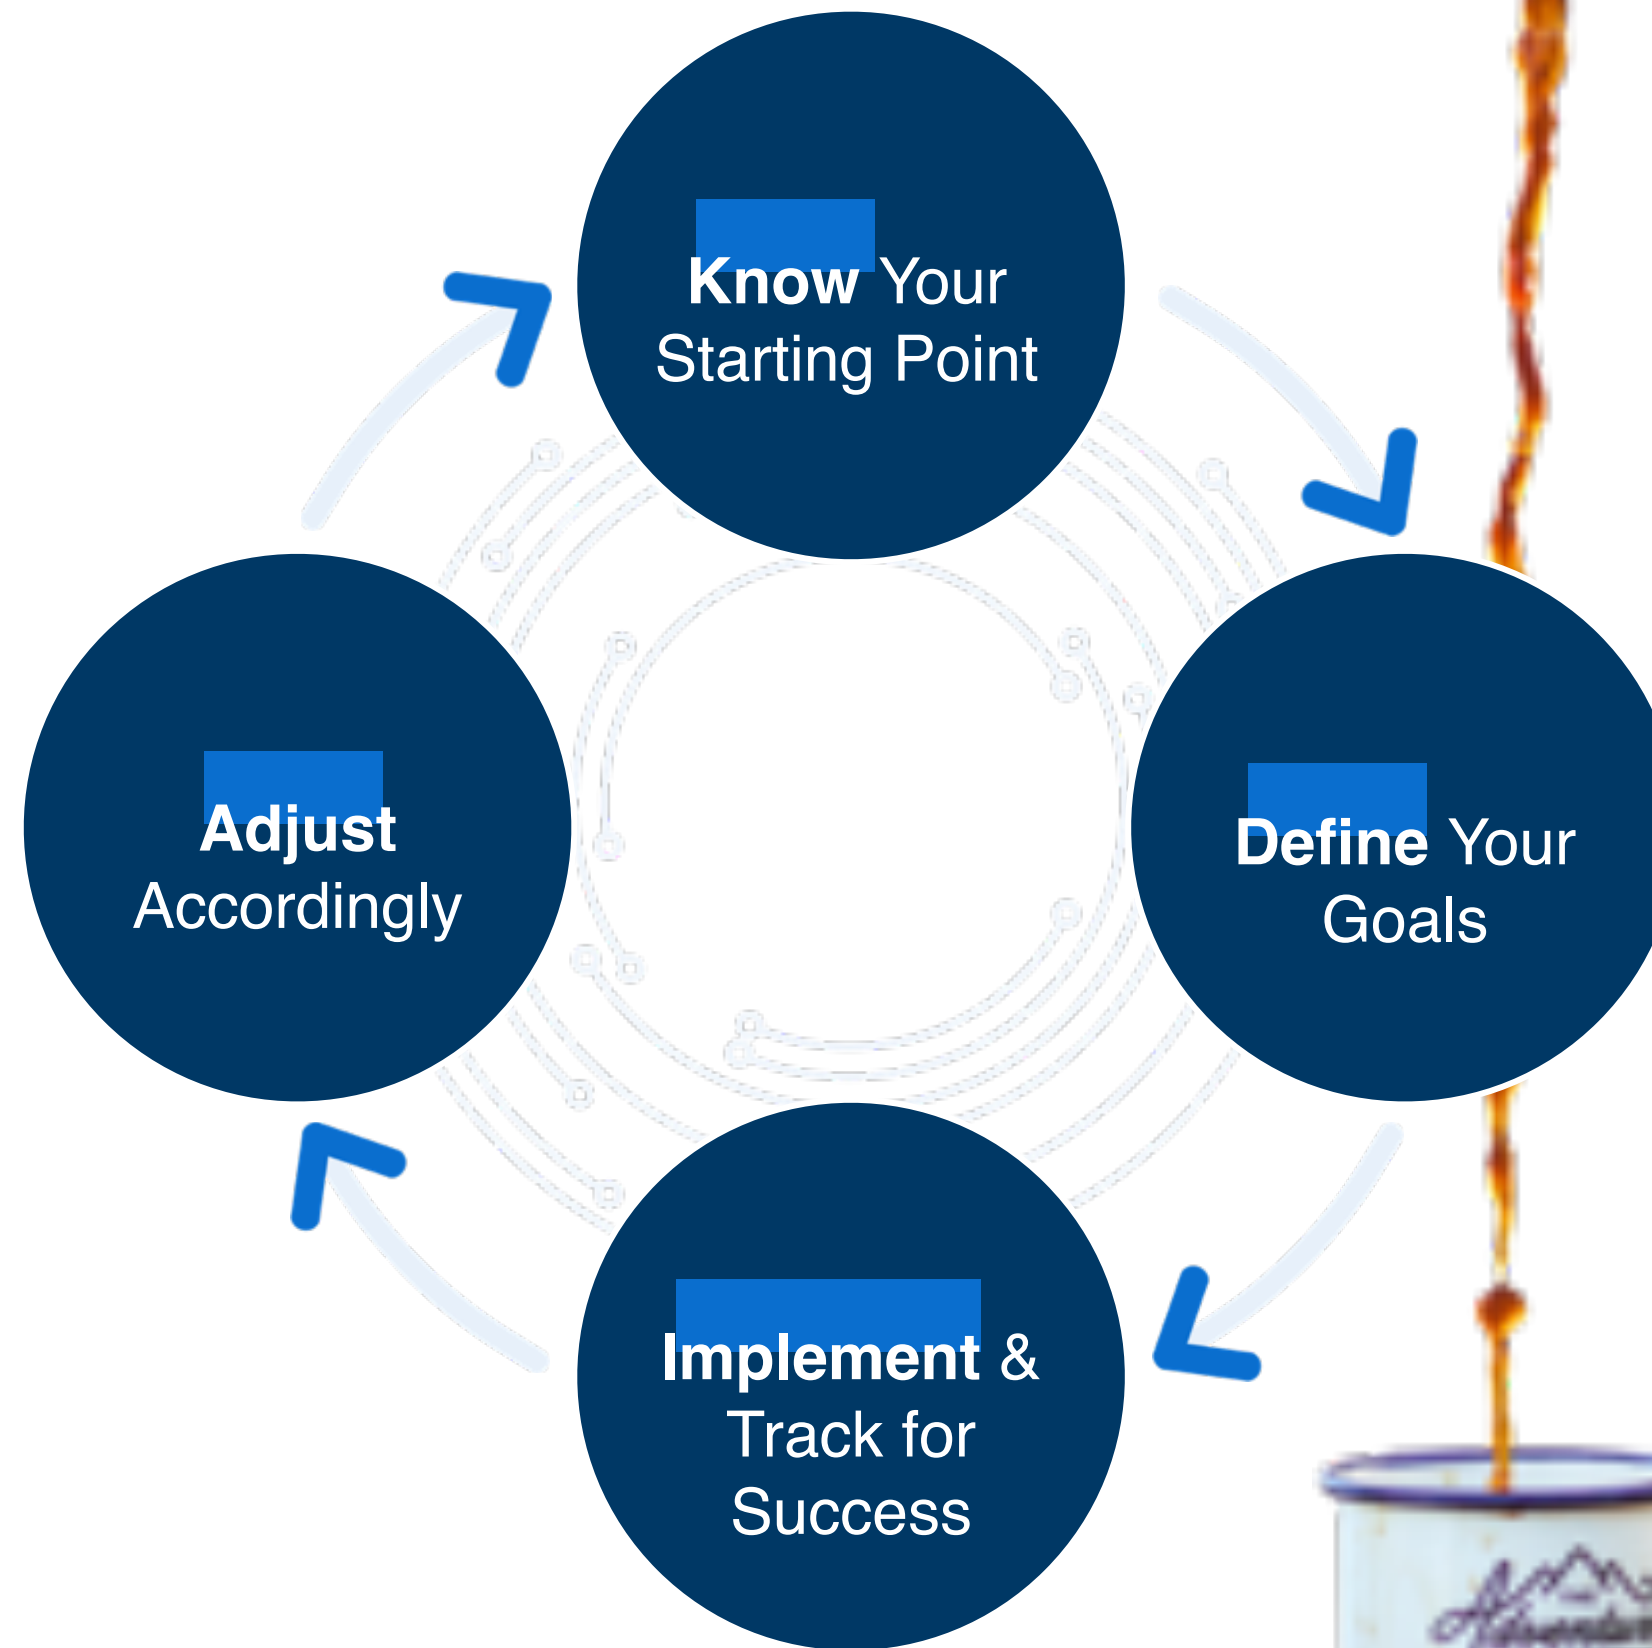 Know Your
Starting Point
Define Your
Goals
Implement &
Track for
Success
Adjust
Accordingly